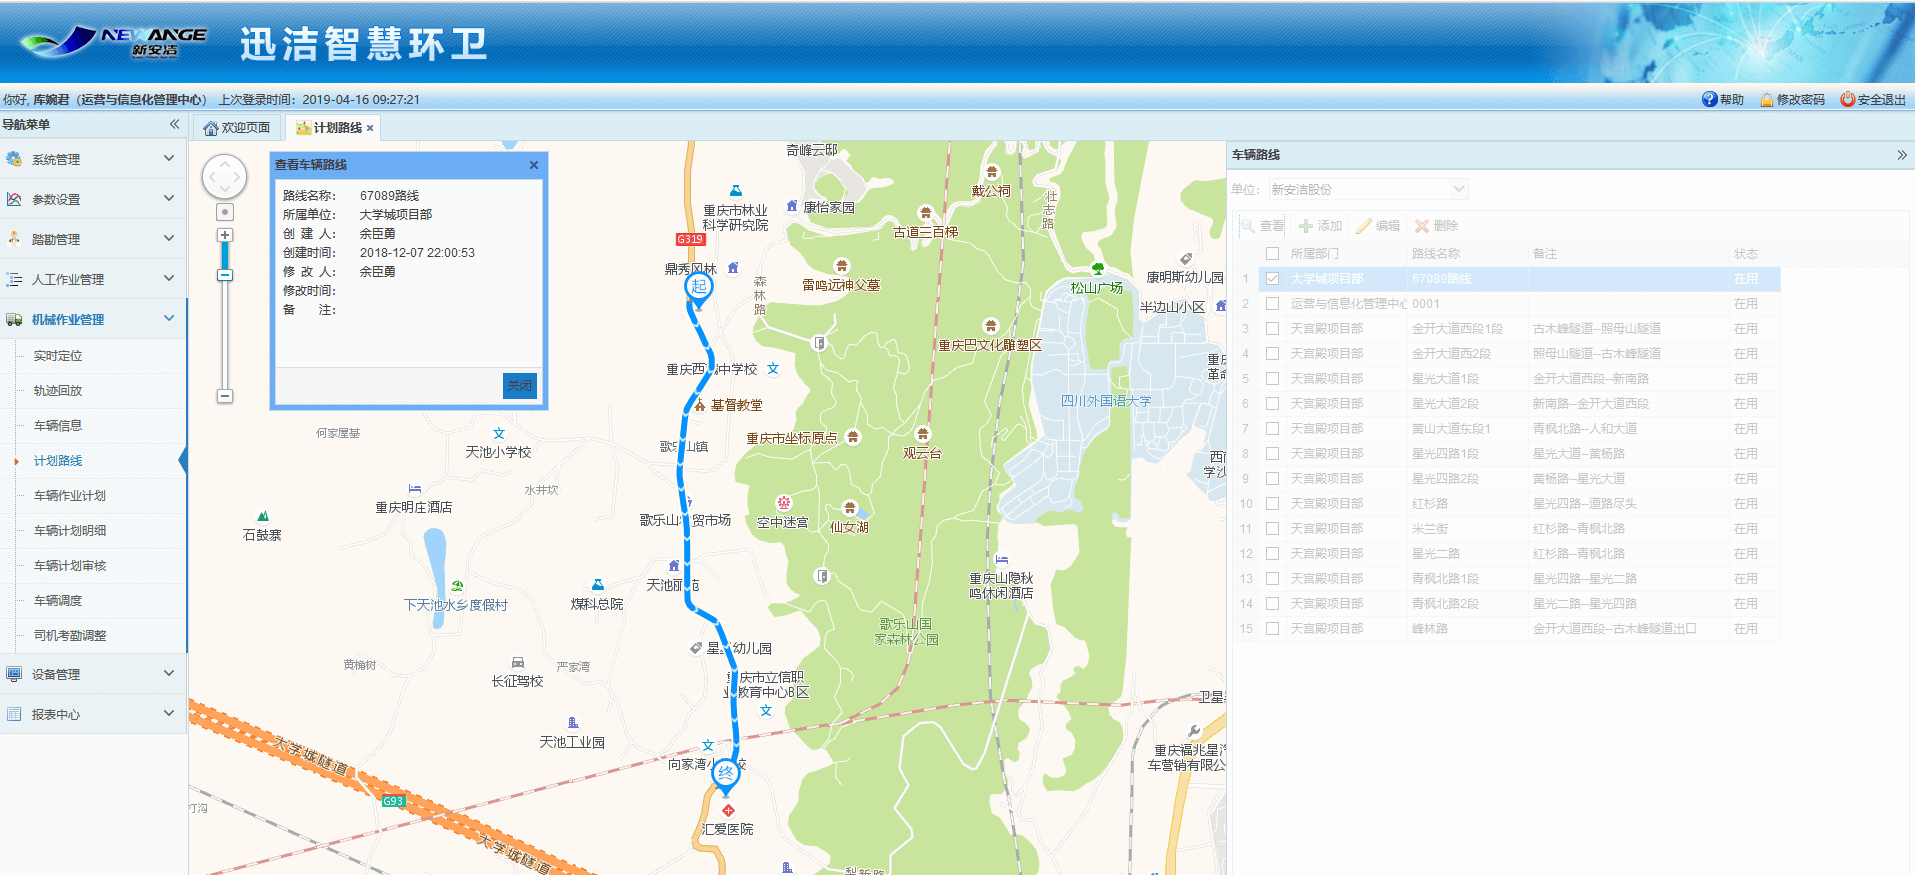 NEWANGE
新安洁
迅洁智慧环卫
你好, 库婉君（运营与信息化管理中心） 上次登录时间：2019-04-16 09:27:21
帮助 修改密码 安全退出
导航菜单
系统管理
参数设置
踏勘管理
人工作业管理
机械作业管理
实时定位
轨迹回放
车辆信息
计划路线
车辆作业计划
车辆计划明细
车辆计划审核
车辆调度
司机考勤调整
设备管理
报表中心
欢迎页面 计划路线
查看车辆路线
路线名称： 67089路线
所属单位： 大学城项目部
创 建 人： 余臣勇
创建时间： 2018-12-07 22:00:53
修 改 人： 余臣勇
修改时间：
备 注：
关闭
奇峰云邸
戴公祠
壮志路
重庆市林业
科学研究院
康怡家园
古道三百梯
G319
鼎秀风林
起
森林路
雷鸣远神父墓
松山广场
康明斯幼儿园
半边山小区
重庆巴文化雕塑区
重庆西 中学校
基督教堂
四川外国语大学
何家屋基
天池小学校
歌乐山镇
重庆市坐标原点
观云台
水井坎
重庆明庄酒店
石鼓寨
歌乐山 贸市场
空中迷宫
仙女湖
天池丽苑
重庆山隐秋
鸣休闲酒店
煤科总院
下天池水乡度假村
歌乐山国
家森林公园
星星幼儿园
黄桷树
严家湾
长征驾校
重庆市立信职
业教育中心B区
天池工业园
向家湾小 校
终
汇爱医院
大学城隧道
G93
大学城隧道
卫星
重庆福兆星汽
车营销有限公
车辆路线
单位： 新安洁股份
查看 添加 编辑 删除
所属部门 路线名称 备注 状态
1 大学城项目部 67089路线 在用
2 运营与信息化管理中心 0001 在用
3 天宫殿项目部 金开大道西段1段 古木峰隧道--照母山隧道 在用
4 天宫殿项目部 金开大道西2段 照母山隧道--古木峰隧道 在用
5 天宫殿项目部 星光大道1段 金开大道西段--新南路 在用
6 天宫殿项目部 星光大道2段 新南路--金开大道西段 在用
7 天宫殿项目部 黄山大道东段1 青枫北路--人和大道 在用
8 天宫殿项目部 星光四路1段 星光大道--黄杨路 在用
9 天宫殿项目部 星光四路2段 黄杨路--星光大道 在用
10 天宫殿项目部 红杉路 星光四路--道路尽头 在用
11 天宫殿项目部 米兰街 红杉路--青枫北路 在用
12 天宫殿项目部 星光二路 红杉路--青枫北路 在用
13 天宫殿项目部 青枫北路1段 星光四路--星光二路 在用
14 天宫殿项目部 青枫北路2段 星光二路--星光四路 在用
15 天宫殿项目部 峰林路 金开大道西段--古木峰隧道出口 在用